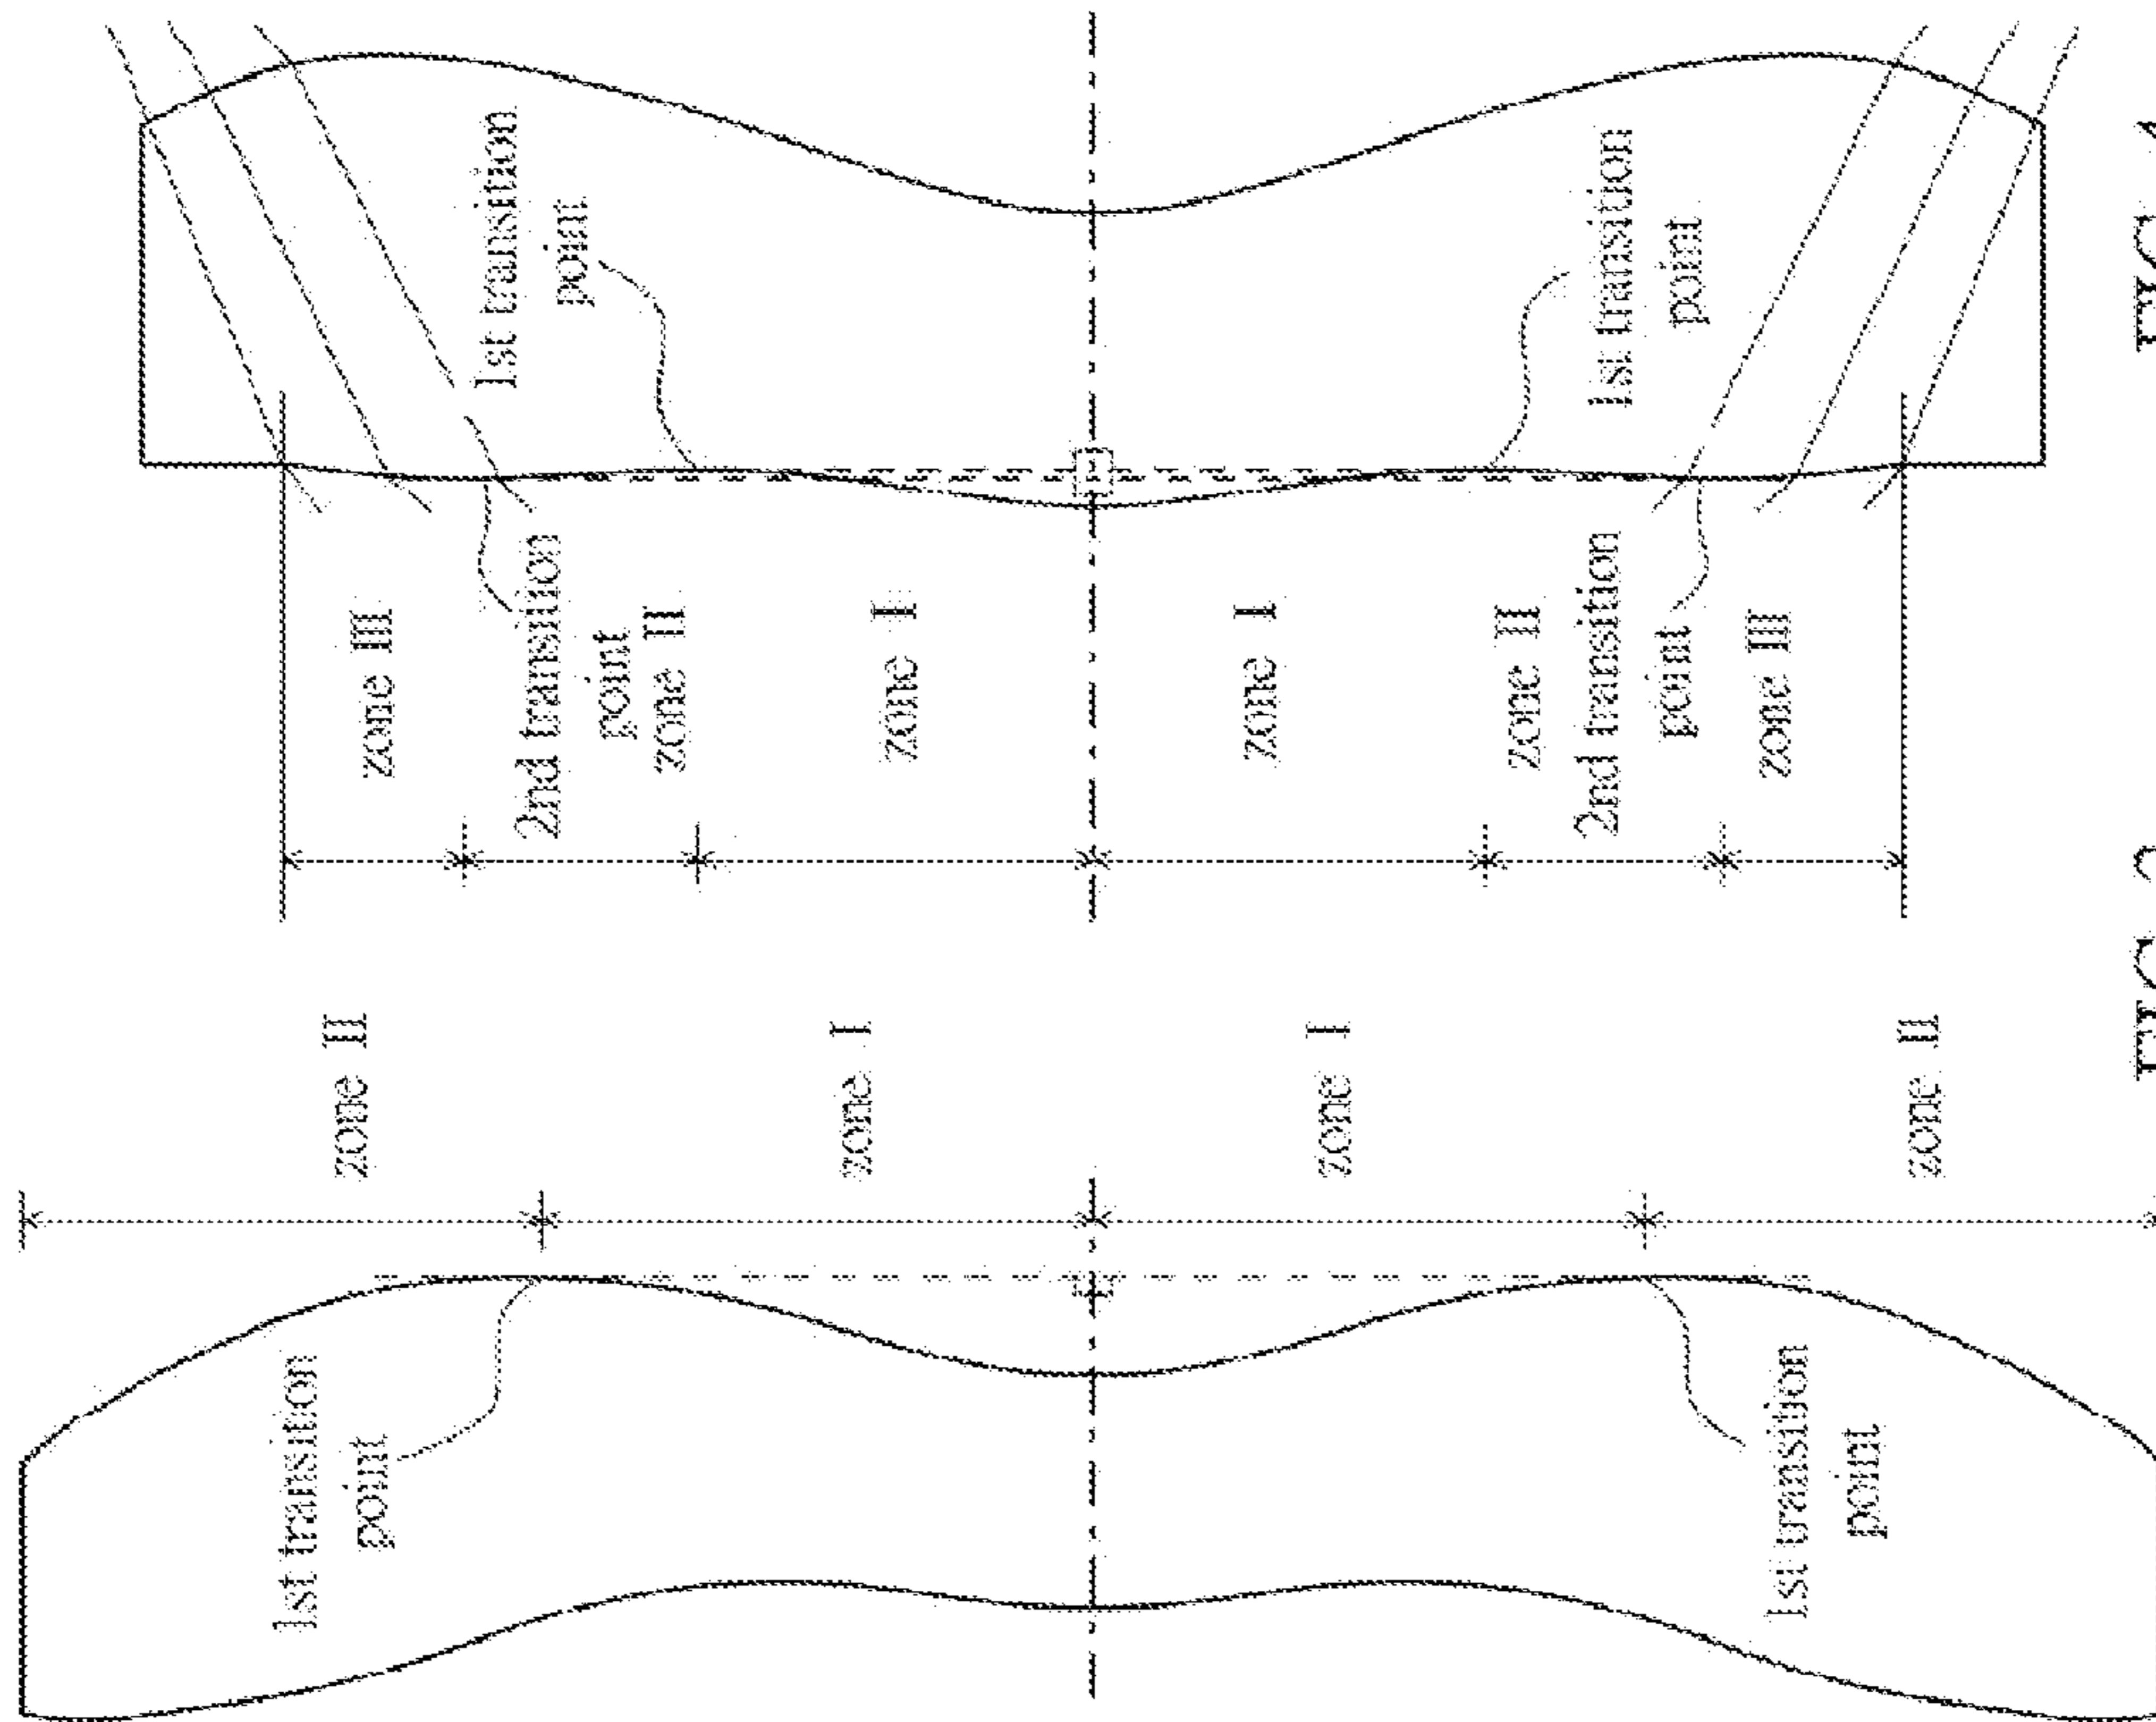 1st transition
point
1st transition
point
zone III
2nd transition
point
zone II
zone I
zone I
zone II
2nd transition
point
zone III
zone II
zone I
zone I
zone II
1st transition
point
1st transition
point